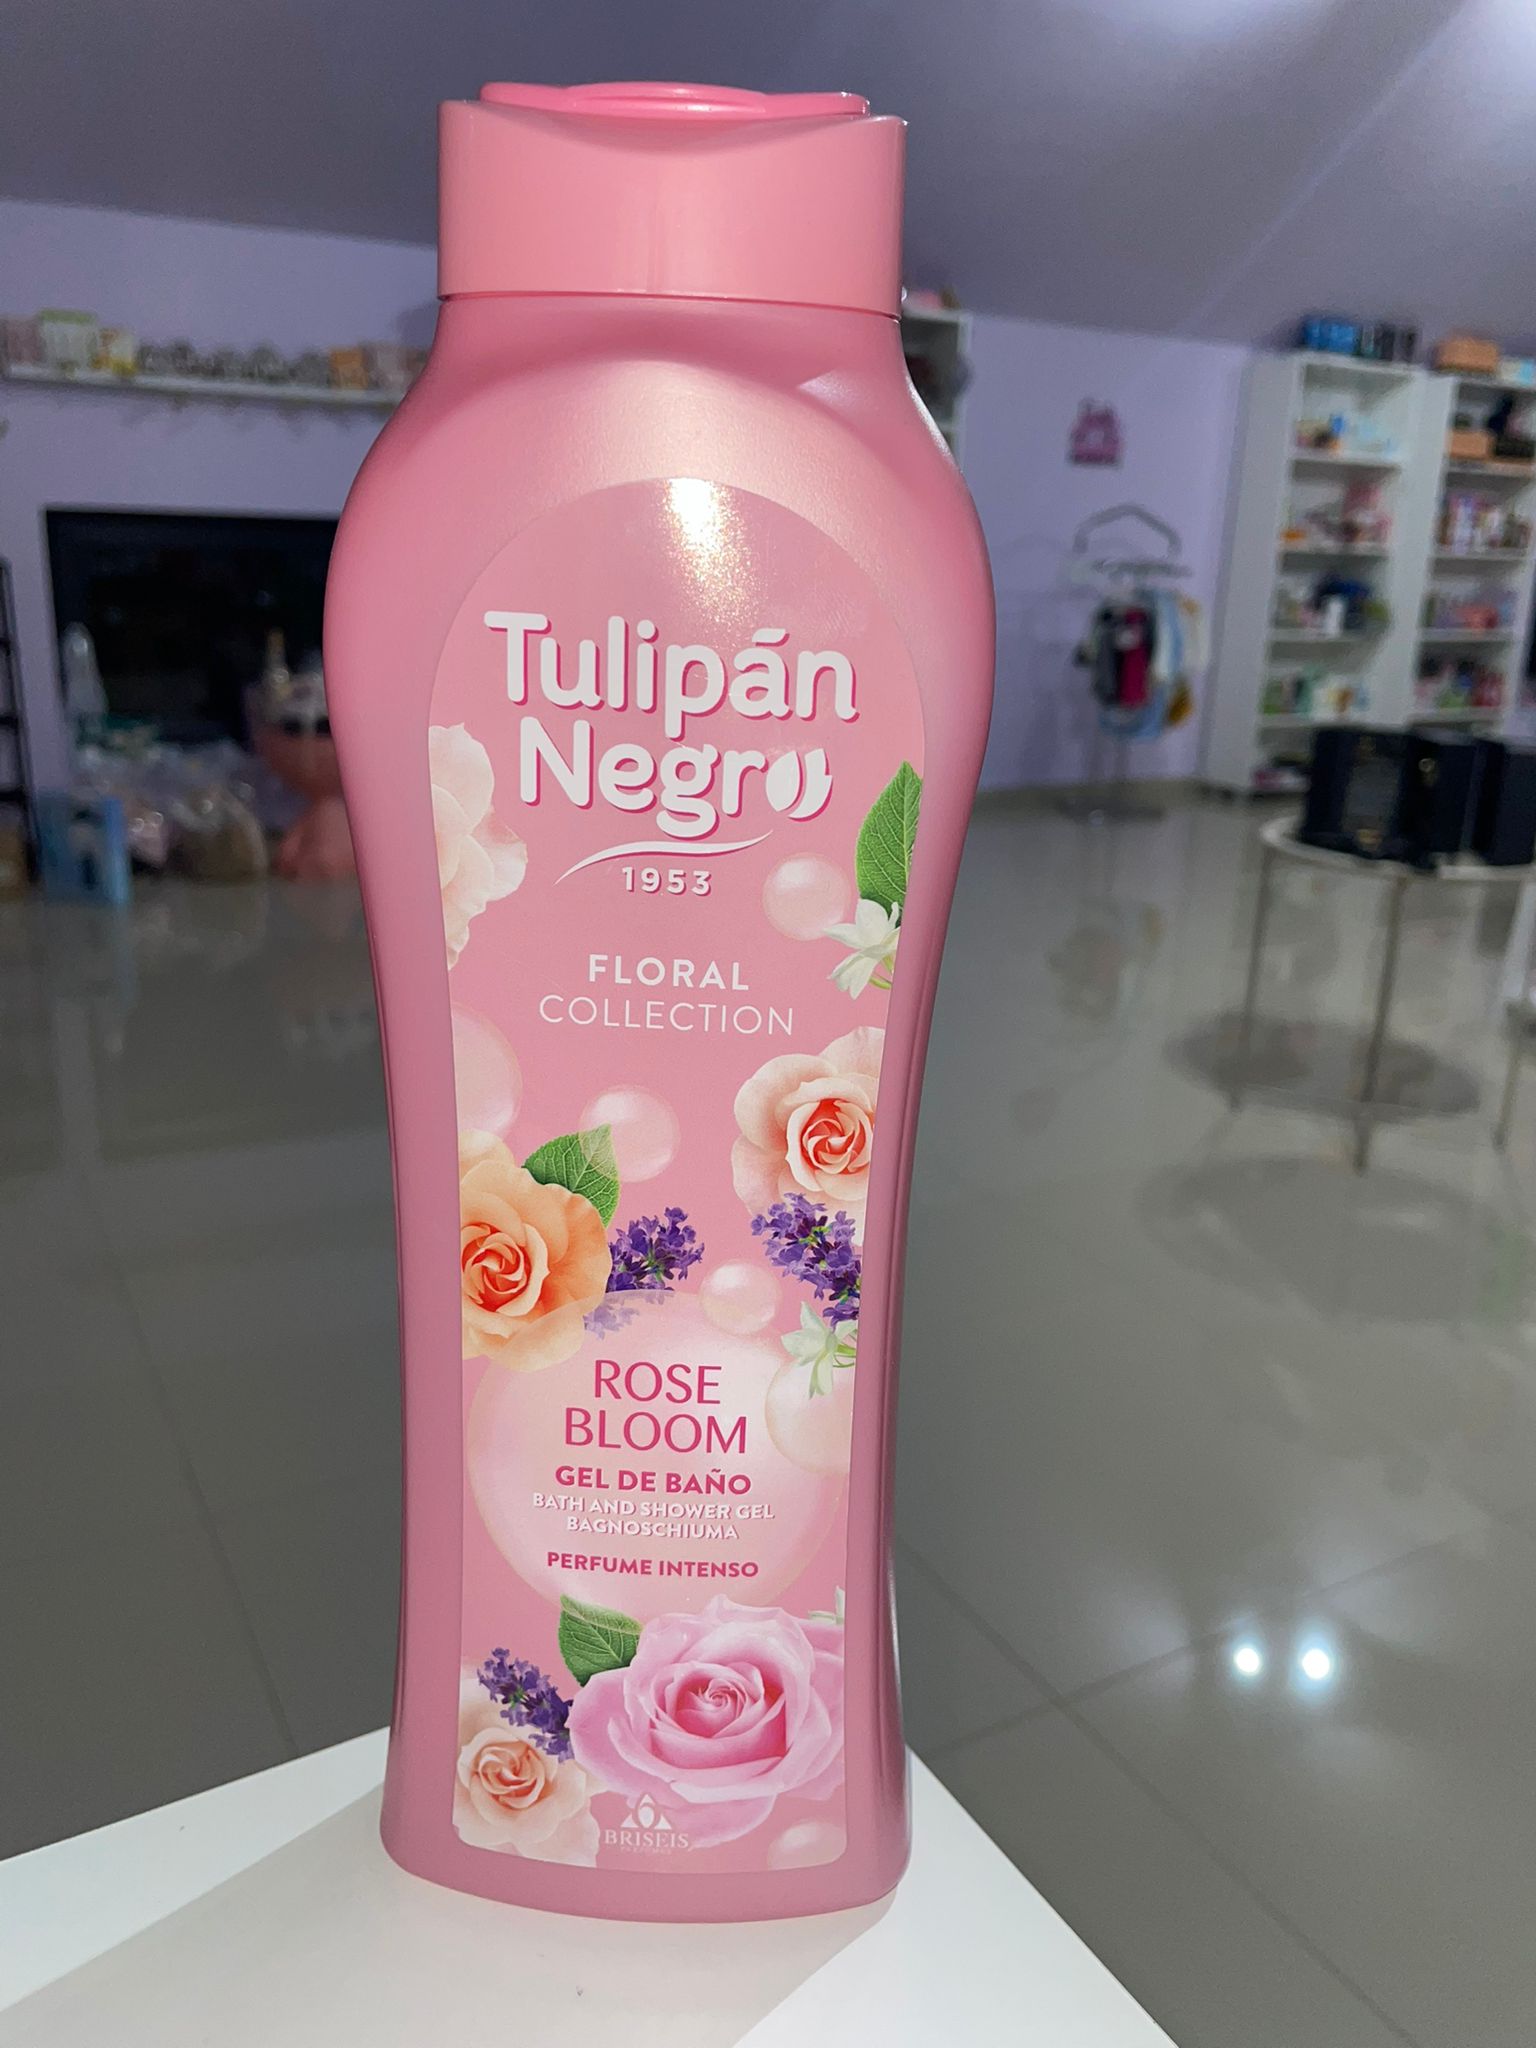 Tulipán
Negro
1953
FLORAL
COLLECTION
ROSE
BLOOM
GEL DE BAÑO
BATH AND SHOWER GEL
BAGNOSCHIUMA
PERFUME INTENSO
BRISEIS